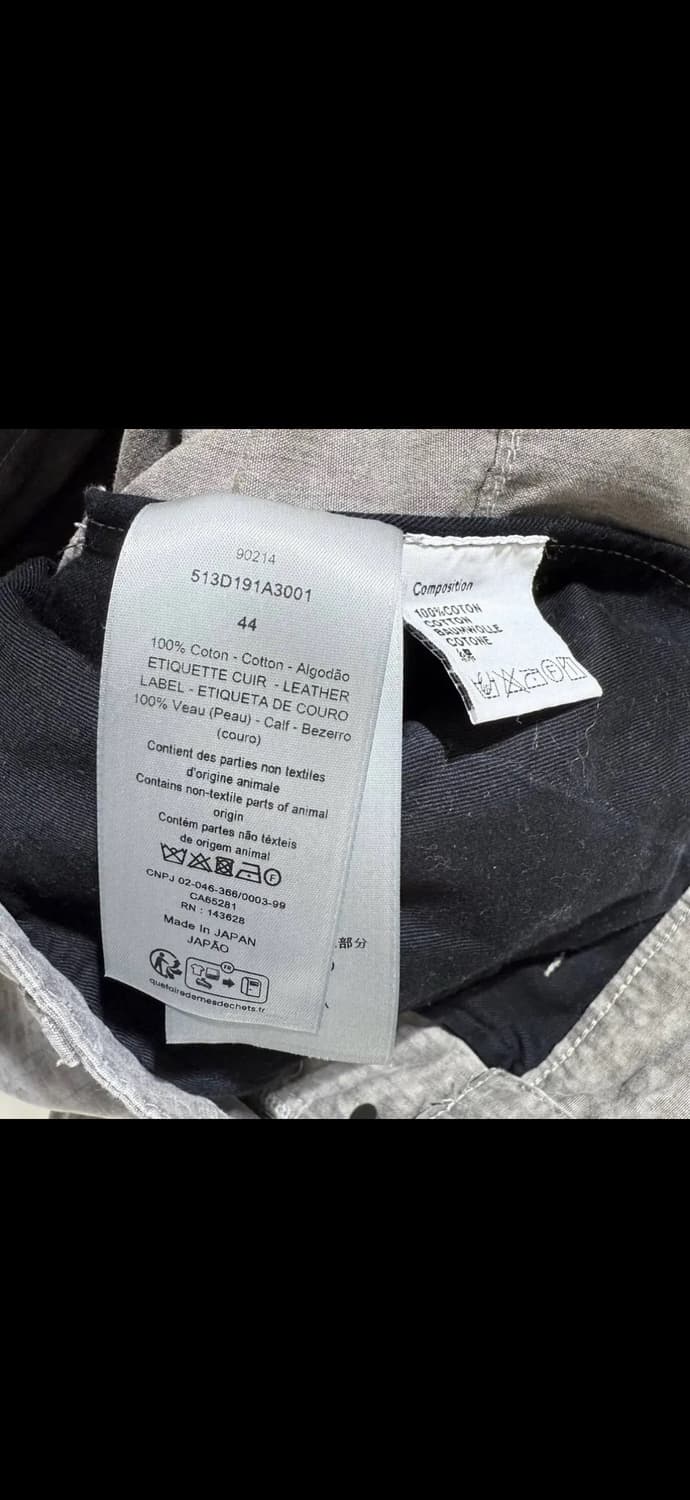 90214
513D191A3001
44
100% Coton - Cotton - Algodão
ETIQUETTE CUIR - LEATHER
LABEL - ETIQUETA DE COURO
100% Veau (Peau) - Calf - Bezerro
(couro)
Contient des parties non textiles
d'origine animale
Contains non-textile parts of animal
origin
Contém partes não têxteis
de origem animal
F
CNPJ 02-046-366/0003-99
CA65281
RN : 143628
Made In JAPAN
JAPÃO
FR
quefairedemesdechets.fr
部分
Composition
100%COTON
COTTON
BAUMWOLLE
COTONE